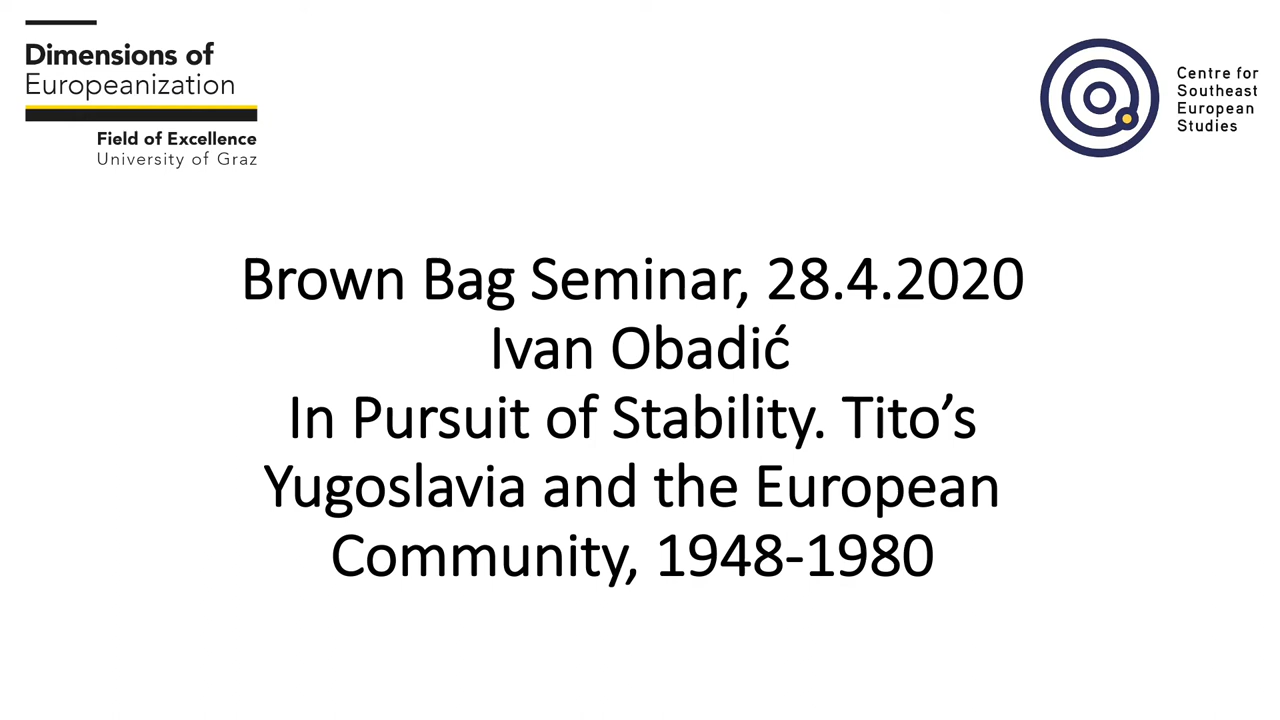 Dimensions of
Europeanization
Field of Excellence
University of Graz
Centre for
Southeast
European
Studies
Brown Bag Seminar, 28.4.2020
Ivan Obadić
In Pursuit of Stability. Tito’s
Yugoslavia and the European
Community, 1948-1980